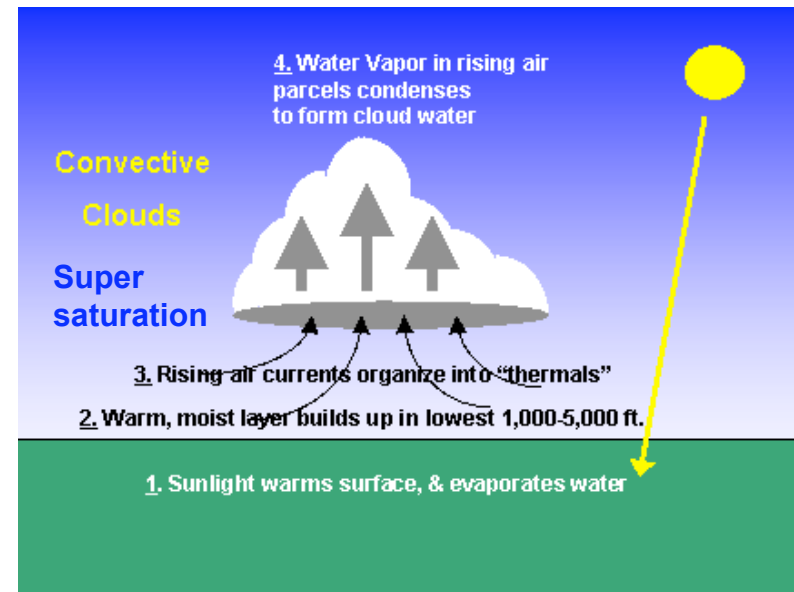 4. Water Vapor in rising air
parcels condenses
to form cloud water
Convective
Clouds
Super
saturation
3. Rising air currents organize into “thermals”
2. Warm, moist layer builds up in lowest 1,000-5,000 ft.
1. Sunlight warms surface, & evaporates water